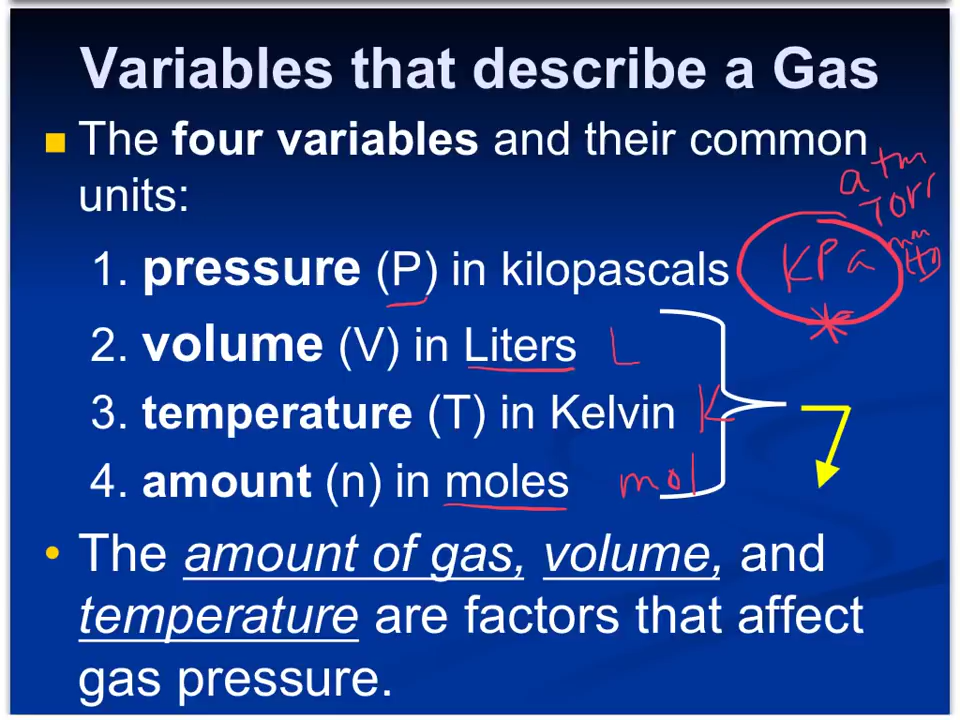 Variables that describe a Gas
The four variables and their common
units:
atm
Torr
mm
Hg
1. pressure (P) in kilopascals KPa
2. volume (V) in Liters L
3. temperature (T) in Kelvin K
4. amount (n) in moles mol
• The amount of gas, volume, and
temperature are factors that affect
gas pressure.